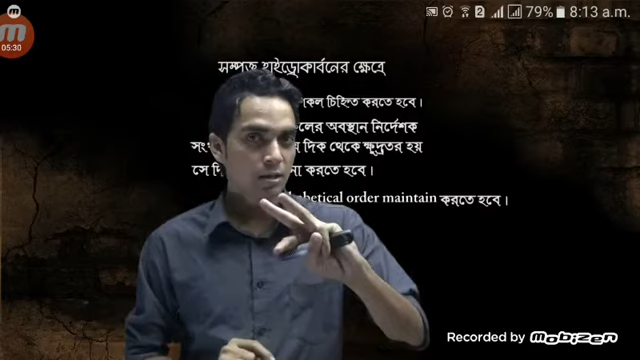 05:30
2 79% 8:13 a.m.
সম্পৃক্ত হাইড্রোকার্বনের ক্ষেত্রে
চিহ্নিত করতে হবে।
অবস্থান নির্দেশক
দিক থেকে ক্ষুদ্রতর হয়
সে করতে হবে।
order maintain করতে হবে।
Recorded by Mobizen